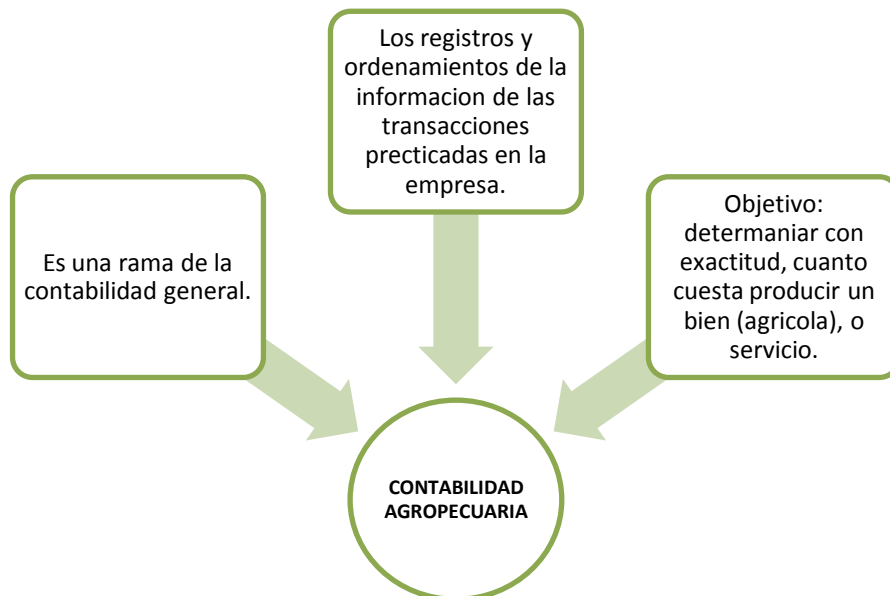 Los registros y
ordenamientos de la
informacion de las
transacciones
precticadas en la
empresa.
Es una rama de la
contabilidad general.
Objetivo:
determaniar con
exactitud, cuanto
cuesta producir un
bien (agricola), o
servicio.
CONTABILIDAD
AGROPECUARIA